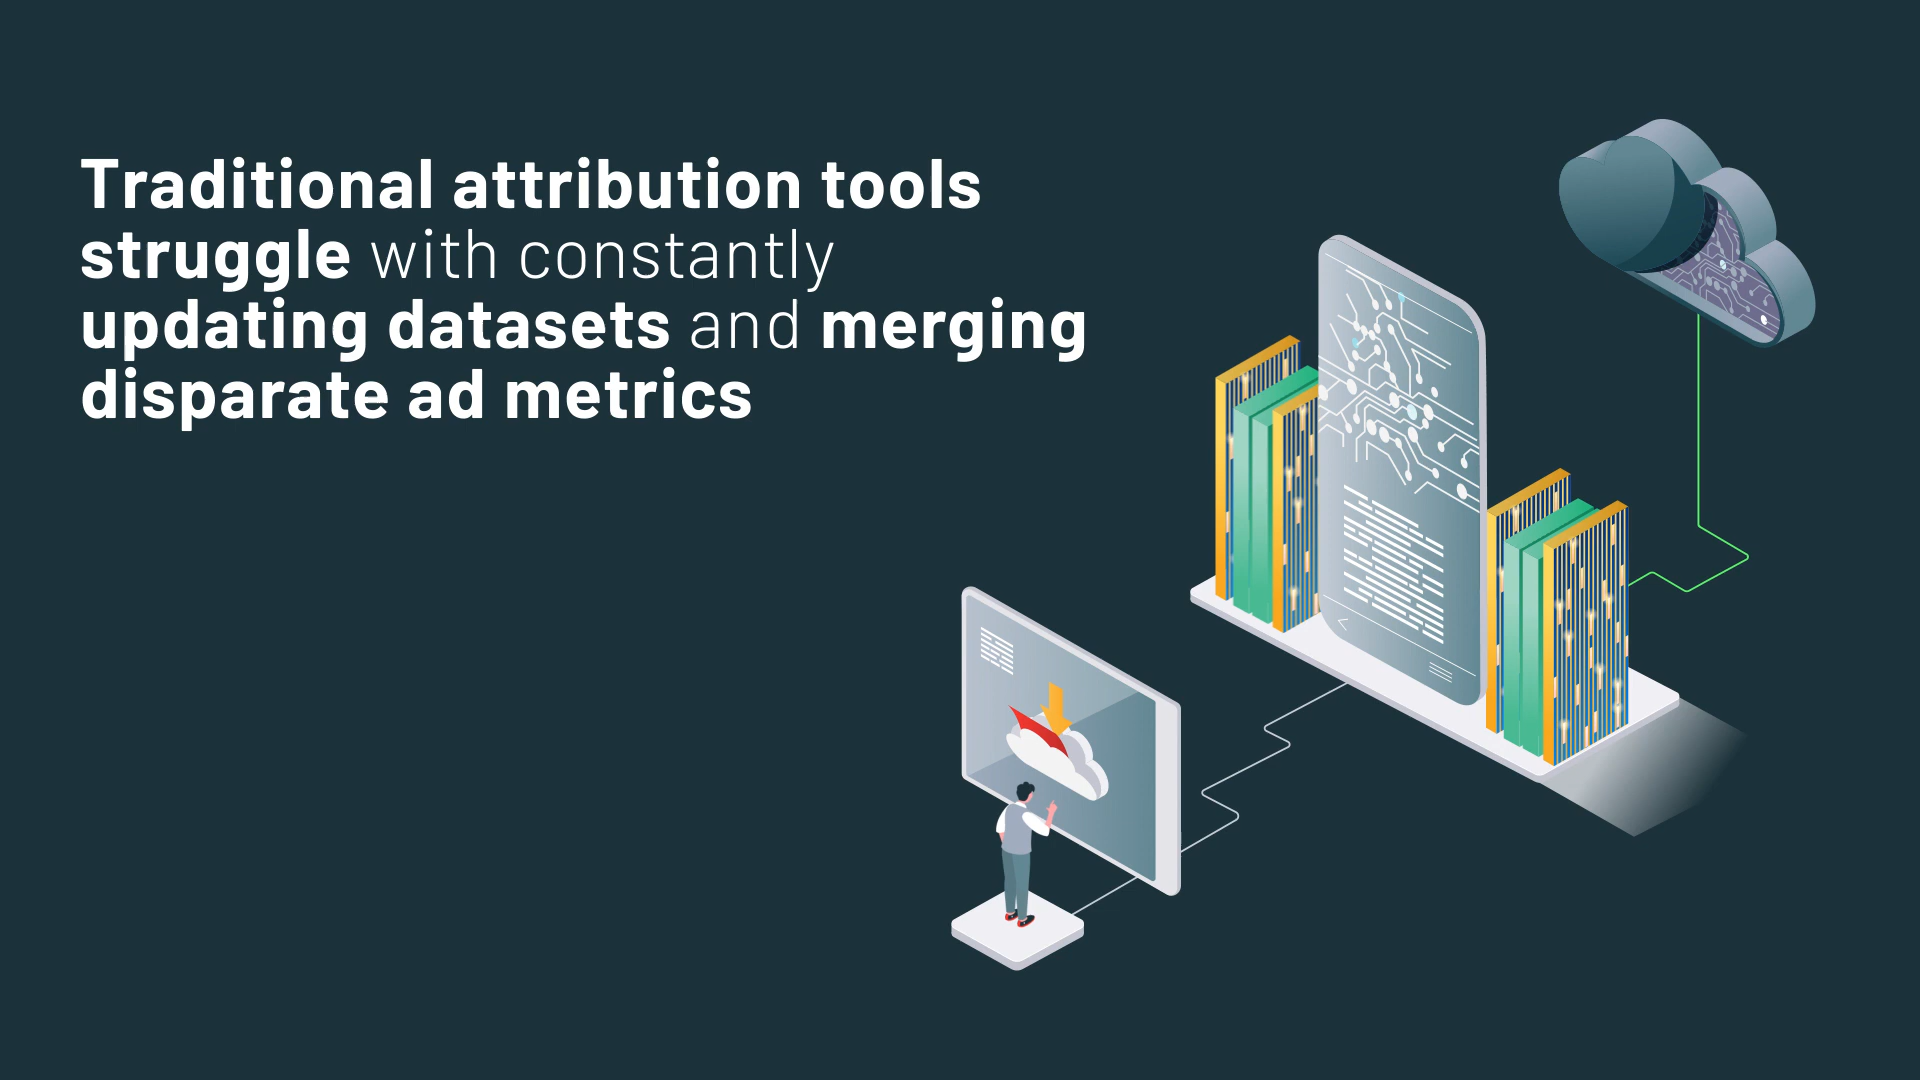 Traditional attribution tools
struggle with constantly
updating datasets and merging
disparate ad metrics